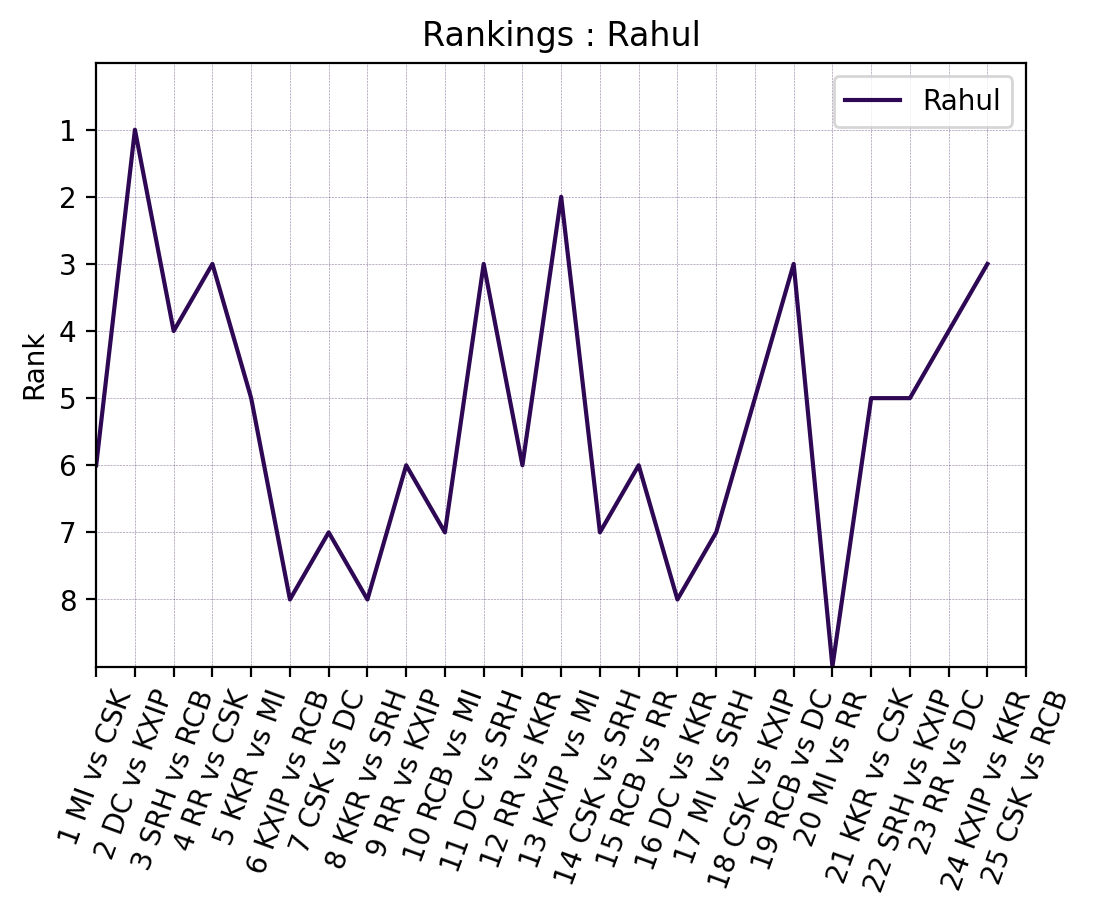 Rankings : Rahul
Rahul
Rank
1
2
3
4
5
6
7
8
1 MI vs CSK
2 DC vs KXIP
3 SRH vs RCB
4 RR vs CSK
5 KKR vs MI
6 KXIP vs RCB
7 CSK vs DC
8 KKR vs SRH
9 RR vs KXIP
10 RCB vs MI
11 DC vs SRH
12 RR vs KKR
13 KXIP vs MI
14 CSK vs SRH
15 RCB vs RR
16 DC vs KKR
17 MI vs SRH
18 CSK vs KXIP
19 RCB vs DC
20 MI vs RR
21 KKR vs CSK
22 SRH vs KXIP
23 RR vs DC
24 KXIP vs KKR
25 CSK vs RCB